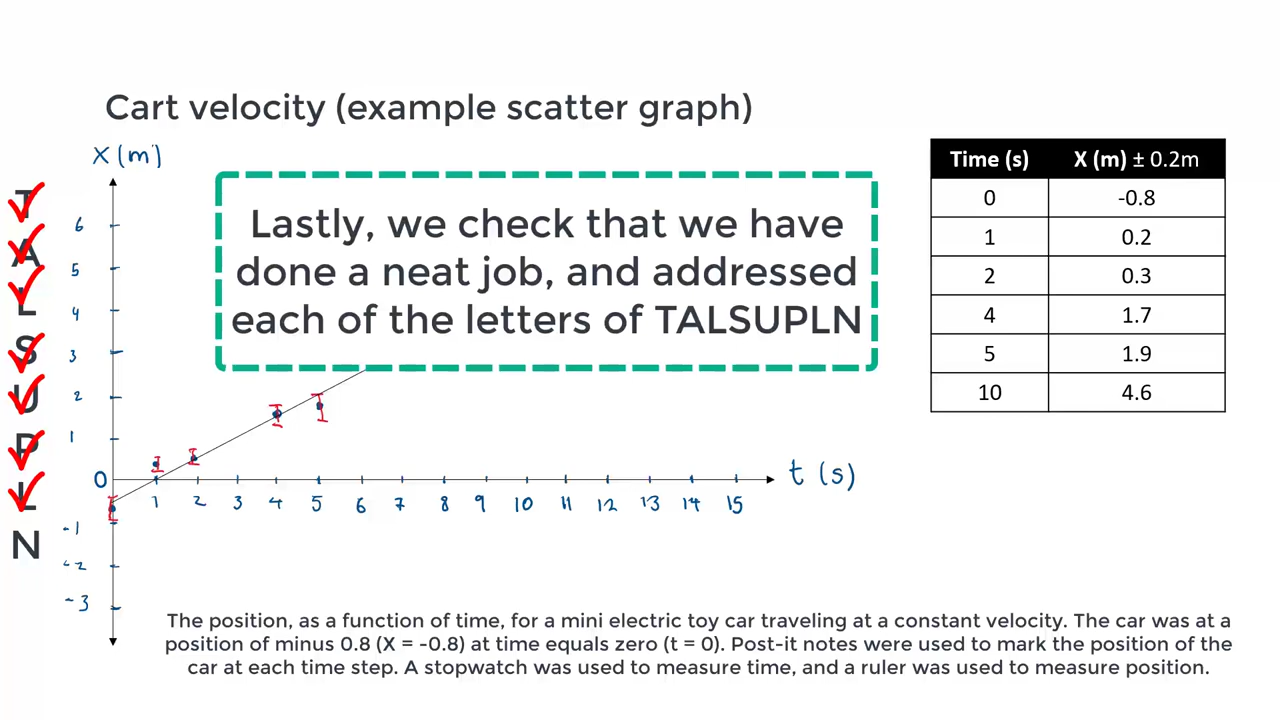 Cart velocity (example scatter graph)
X (m)
T
A
L
S
U
P
L
N
6
5
4
3
2
1
0
-1
-2
-3
1 2 3 4 5 6 7 8 9 10 11 12 13 14 15
t (s)
Lastly, we check that we have
done a neat job, and addressed
each of the letters of TALSUPLN
Time (s) X (m) ± 0.2m
0 -0.8
1 0.2
2 0.3
4 1.7
5 1.9
10 4.6
The position, as a function of time, for a mini electric toy car traveling at a constant velocity. The car was at a
position of minus 0.8 (X = -0.8) at time equals zero (t = 0). Post-it notes were used to mark the position of the
car at each time step. A stopwatch was used to measure time, and a ruler was used to measure position.